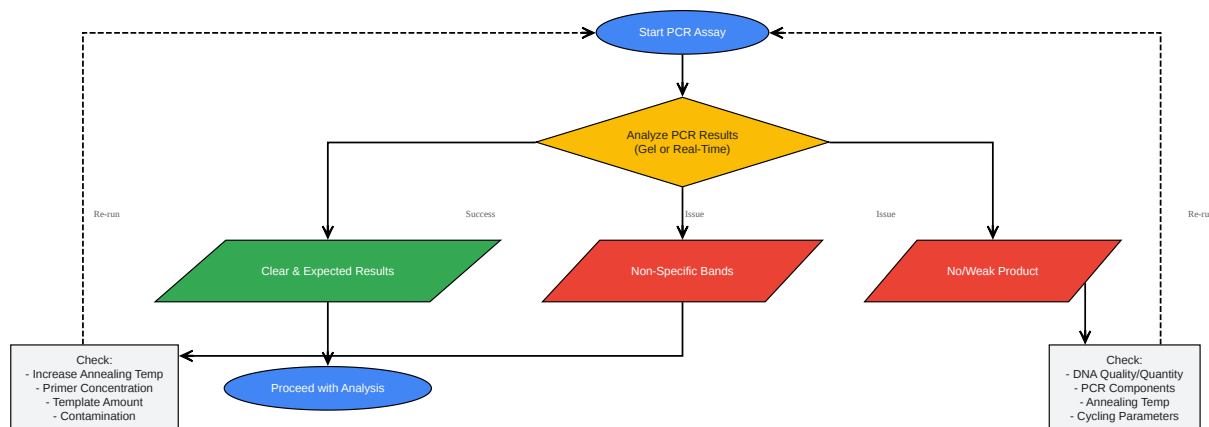 Start PCR Assay
Analyze PCR Results
(Gel or Real-Time)
Re-run
Success
Issue
Issue
Re-ru
Clear & Expected Results
Non-Specific Bands
No/Weak Product
Check:
- Increase Annealing Temp
- Primer Concentration
- Template Amount
- Contamination
Proceed with Analysis
Check:
- DNA Quality/Quantity
- PCR Components
- Annealing Temp
- Cycling Parameters